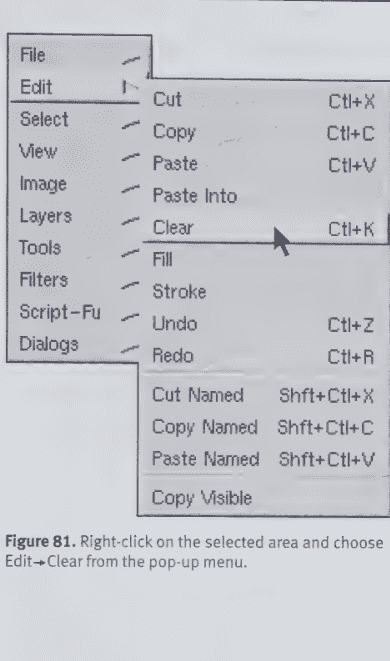 File
Edit
Select
View
Image
Layers
Tools
Filters
Script-Fu
Dialogs
Cut Ctl+X
Copy Ctl+C
Paste Ctl+V
Paste Into
Clear Ctl+K
Fill
Stroke
Undo Ctl+Z
Redo Ctl+R
Cut Named Shft+Ctl+X
Copy Named Shft+Ctl+C
Paste Named Shft+Ctl+V
Copy Visible
Figure 81. Right-click on the selected area and choose
Edit→Clear from the pop-up menu.